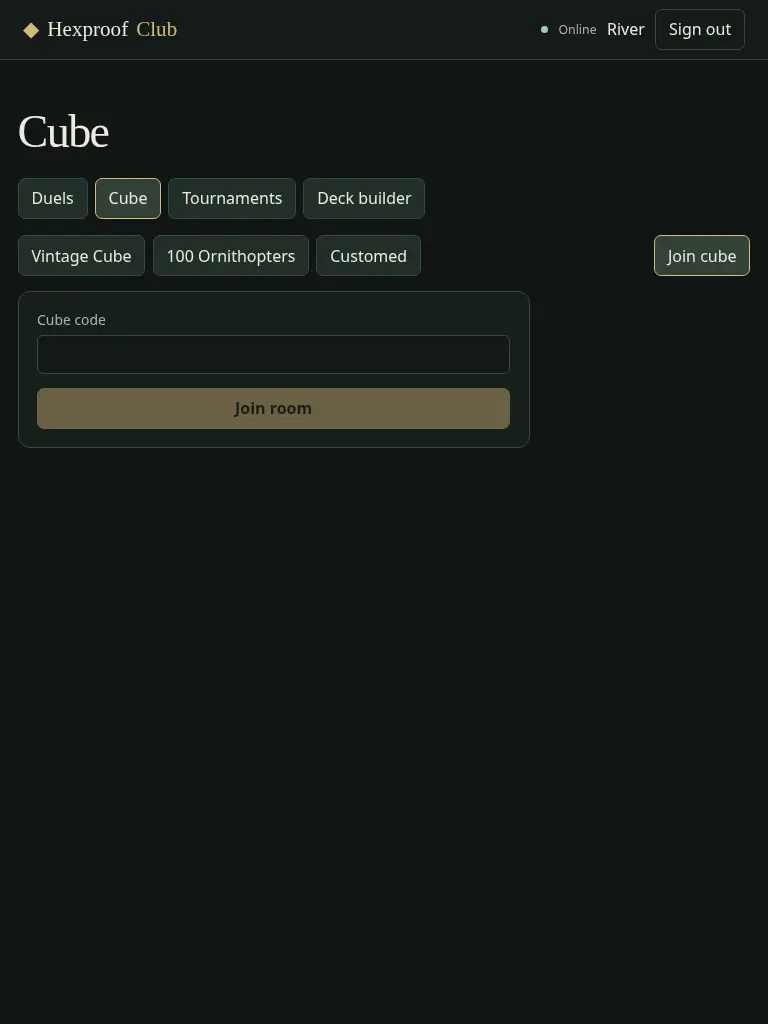 Hexproof Club
Online River Sign out
Cube
Duels Cube Tournaments Deck builder
Vintage Cube 100 Ornithopters Customed Join cube
Cube code
Join room